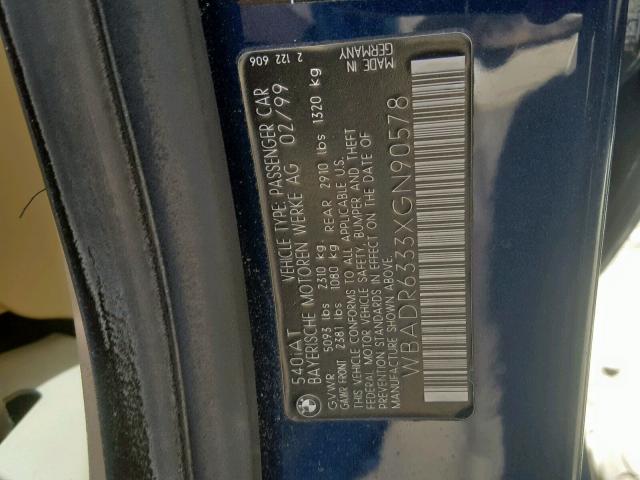 BMW
540iAT
2 122 606
VEHICLE TYPE: PASSENGER CAR
BAYERISCHE MOTOREN WERKE AG 02/99
GVWR 5093 lbs 2310 kg
GAWR FRONT 2381 lbs 1080 kg REAR 2910 lbs 1320 kg
THIS VEHICLE CONFORMS TO ALL APPLICABLE U.S.
FEDERAL MOTOR VEHICLE SAFETY, BUMPER AND THEFT
PREVENTION STANDARDS IN EFFECT ON THE DATE OF
MANUFACTURE SHOWN ABOVE.
MADE IN
GERMANY
WBADR6333XGN90578